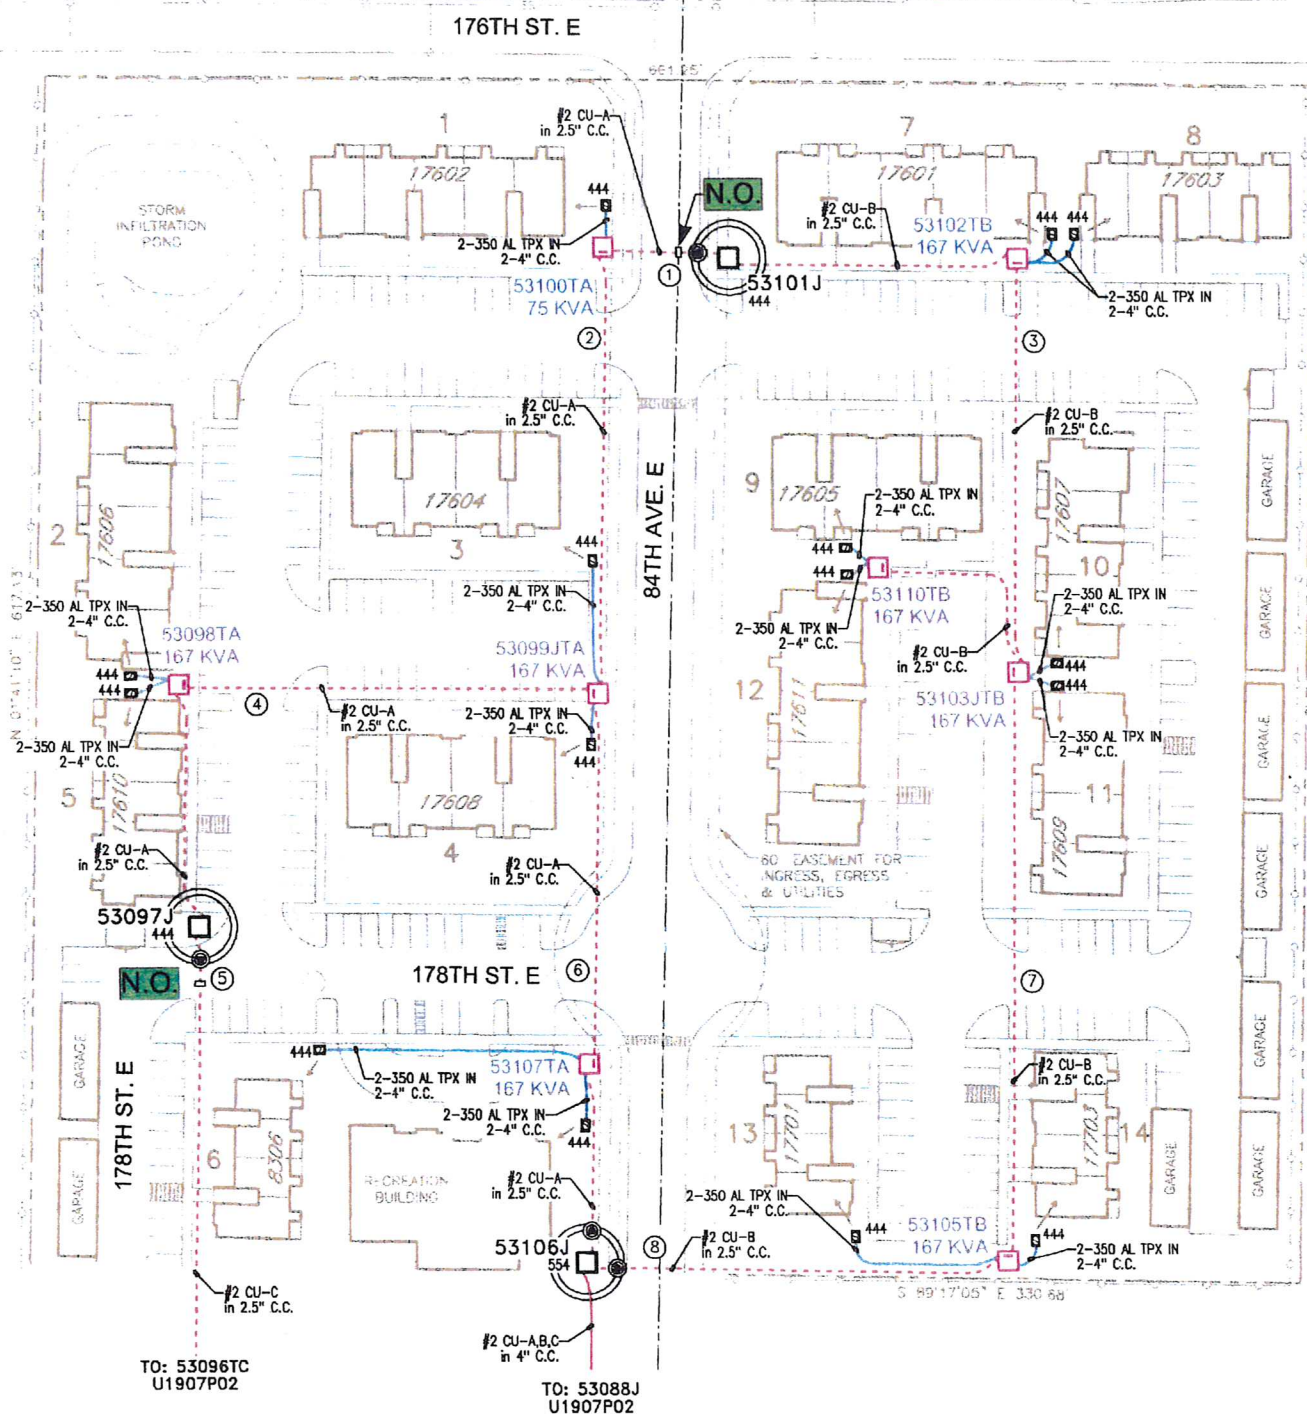 176TH ST. E
661.95'
#2 CU-A
in 2.5" C.C.
1
17602
7
17601
8
17603
STORM
INFILTRATION
POND
444
N.O.
#2 CU-B
in 2.5" C.C.
53102TB
167 KVA
444
444
2-350 AL TPX IN
2-4" C.C.
53100TA
75 KVA
1
53101J
444
2-350 AL TPX IN
2-4" C.C.
2
3
#2 CU-A
in 2.5" C.C.
#2 CU-B
in 2.5" C.C.
84TH AVE. E
2
17606
17604
3
9
17605
2-350 AL TPX IN
2-4" C.C.
17607
10
GARAGE
GARAGE
444
444
444
53110TB
167 KVA
2-350 AL TPX IN
2-4" C.C.
2-350 AL TPX IN
2-4" C.C.
2-350 AL TPX IN
2-4" C.C.
2-350 AL TPX IN
2-4" C.C.
53098TA
167 KVA
53099JTA
167 KVA
#2 CU-B
in 2.5" C.C.
444
444
444
444
12
17611
53103JTB
167 KVA
4
#2 CU-A
in 2.5" C.C.
2-350 AL TPX IN
2-4" C.C.
444
2-350 AL TPX IN
2-4" C.C.
2-350 AL TPX IN
2-4" C.C.
GARAGE
5
17610
17608
4
11
17609
#2 CU-A
in 2.5" C.C.
#2 CU-A
in 2.5" C.C.
60 EASEMENT FOR
INGRESS, EGRESS
& UTILITIES
GARAGE
53097J
444
N.O.
5
178TH ST. E
6
7
GARAGE
GARAGE
178TH ST. E
444
2-350 AL TPX IN
2-4" C.C.
53107TA
167 KVA
2-350 AL TPX IN
2-4" C.C.
444
#2 CU-B
in 2.5" C.C.
6
8306
RECREATION
BUILDING
13
17701
17703
14
GARAGE
GARAGE
GARAGE
#2 CU-A
in 2.5" C.C.
2-350 AL TPX IN
2-4" C.C.
444
53105TB
167 KVA
444
53106J
554
8
#2 CU-B
in 2.5" C.C.
2-350 AL TPX IN
2-4" C.C.
#2 CU-C
in 2.5" C.C.
S 89°17'05" E 330.68'
#2 CU-A,B,C
in 4" C.C.
TO: 53096TC
U1907P02
TO: 53088J
U1907P02